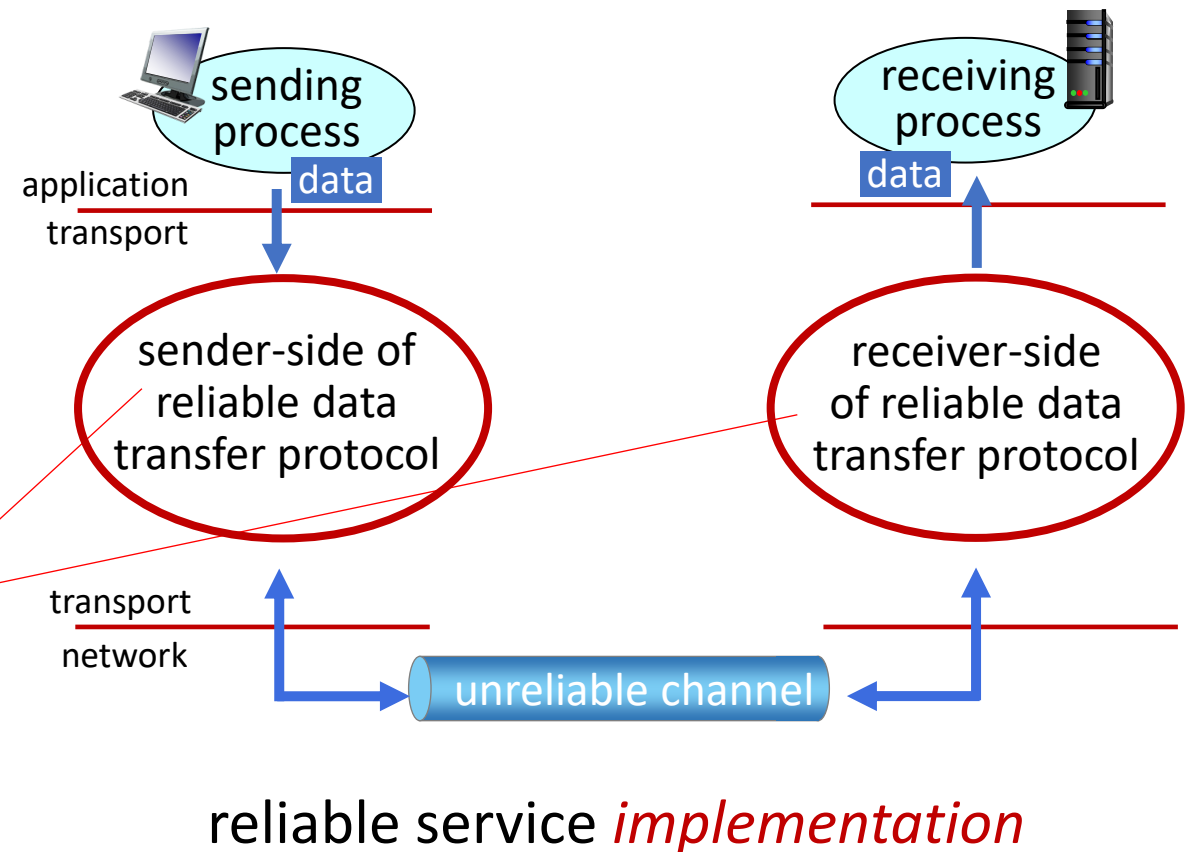 sending
process
data
receiving
process
data
application
transport
sender-side of
reliable data
transfer protocol
receiver-side
of reliable data
transfer protocol
transport
network
unreliable channel
reliable service implementation